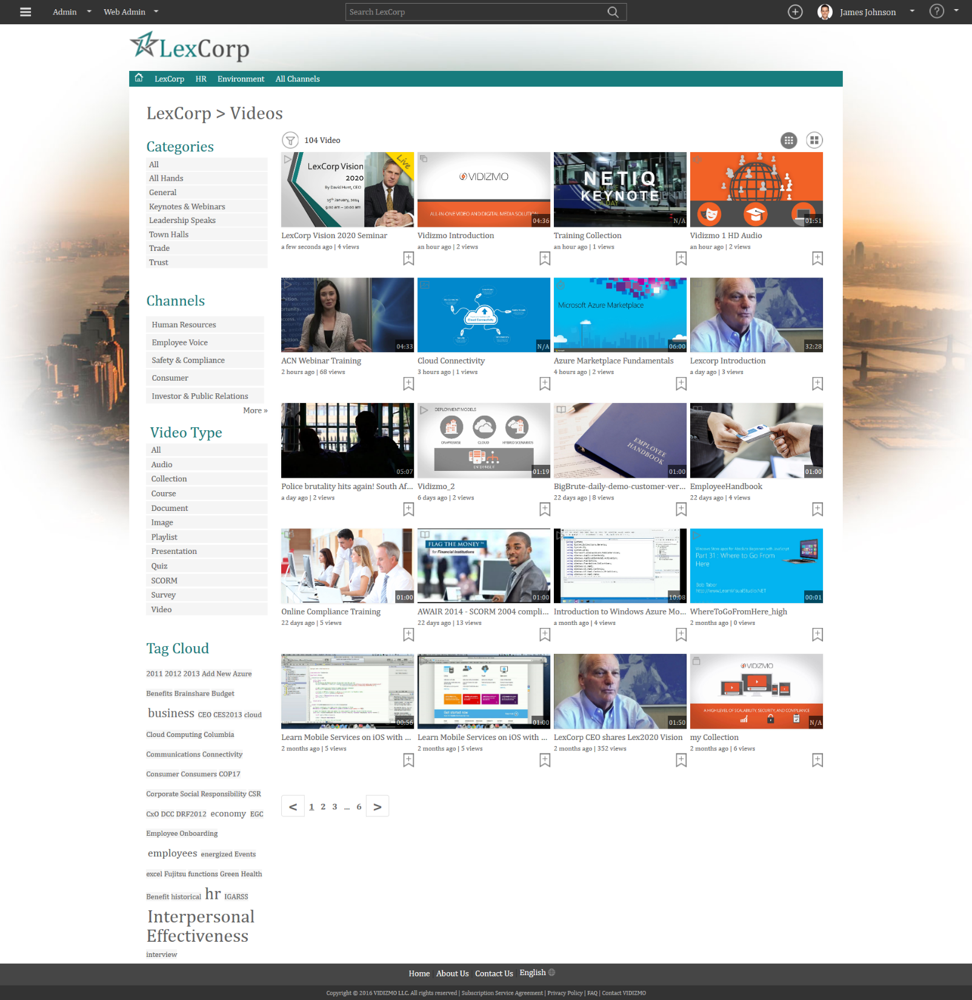 Admin Web Admin Search LexCorp James Johnson ?
LexCorp
LexCorp HR Environment All Channels
LexCorp > Videos
Categories
All
All Hands
General
Keynotes & Webinars
Leadership Speaks
Town Halls
Trade
Trust
Channels
Human Resources
Employee Voice
Safety & Compliance
Consumer
Investor & Public Relations
More »
Video Type
All
Audio
Collection
Course
Document
Image
Playlist
Presentation
Quiz
SCORM
Survey
Video
Tag Cloud
2011 2012 2013 Add New Azure
Benefits Brainshare Budget
business CEO CES2013 cloud
Cloud Computing Columbia
Communications Connectivity
Consumer Consumers COP17
Corporate Social Responsibility CSR
CxO DCC DRF2012 economy EGC
Employee Onboarding
employees energized Events
excel Fujitsu functions Green Health
Benefit historical hr IGARSS
Interpersonal
Effectiveness
interview
104 Video
LexCorp Vision
2020
By David Hunt, CEO
15th January, 2014
9:00 am – 10:00 am
Live
LexCorp Vision 2020 Seminar
a few seconds ago | 4 views
VIDIZMO
ALL-IN-ONE VIDEO AND DIGITAL MEDIA SOLUTION
04:36
Vidizmo Introduction
an hour ago | 2 views
NETIQ
KEYNOTE
DAY
N/A
Training Collection
an hour ago | 1 views
01:51
Vidizmo 1 HD Audio
an hour ago | 2 views
04:33
ACN Webinar Training
2 hours ago | 68 views
Cloud Connectivity
N/A
Cloud Connectivity
3 hours ago | 1 views
Microsoft Azure Marketplace
06:00
Azure Marketplace Fundamentals
4 hours ago | 2 views
32:28
Lexcorp Introduction
a day ago | 3 views
05:07
Police brutality hits again! South Af...
a day ago | 2 views
DEPLOYMENT MODELS
ON-PREMISE CLOUD HYBRID SCENARIOS
ENTERPRISE IT
01:19
Vidizmo_2
6 days ago | 2 views
EMPLOYEE
HANDBOOK
01:00
BigBrute-daily-demo-customer-ver...
22 days ago | 8 views
01:00
EmployeeHandbook
22 days ago | 4 views
01:00
Online Compliance Training
22 days ago | 5 views
FLAG THE MONEY™
for Financial Institutions
01:00
AWAIR 2014 - SCORM 2004 compli...
22 days ago | 13 views
10:08
Introduction to Windows Azure Mo...
a month ago | 4 views
Windows Store apps for Absolute Beginners with JavaScript
Part 31 : Where to Go From
Here
Bob Tabor
http://www.LearnVisualStudio.NET
00:01
WhereToGoFromHere_high
2 months ago | 0 views
00:56
Learn Mobile Services on iOS with ...
2 months ago | 5 views
Get started now
01:00
Learn Mobile Services on iOS with ...
2 months ago | 5 views
01:50
LexCorp CEO shares Lex2020 Vision
2 months ago | 352 views
VIDIZMO
A HIGH LEVEL OF SCALABILITY, SECURITY, AND COMPLIANCE
N/A
my Collection
2 months ago | 6 views
< 1 2 3 ... 6 >
Home | About Us | Contact Us | English
Copyright © 2016 VIDIZMO LLC. All rights reserved | Subscription Service Agreement | Privacy Policy | FAQ | Contact VIDIZMO